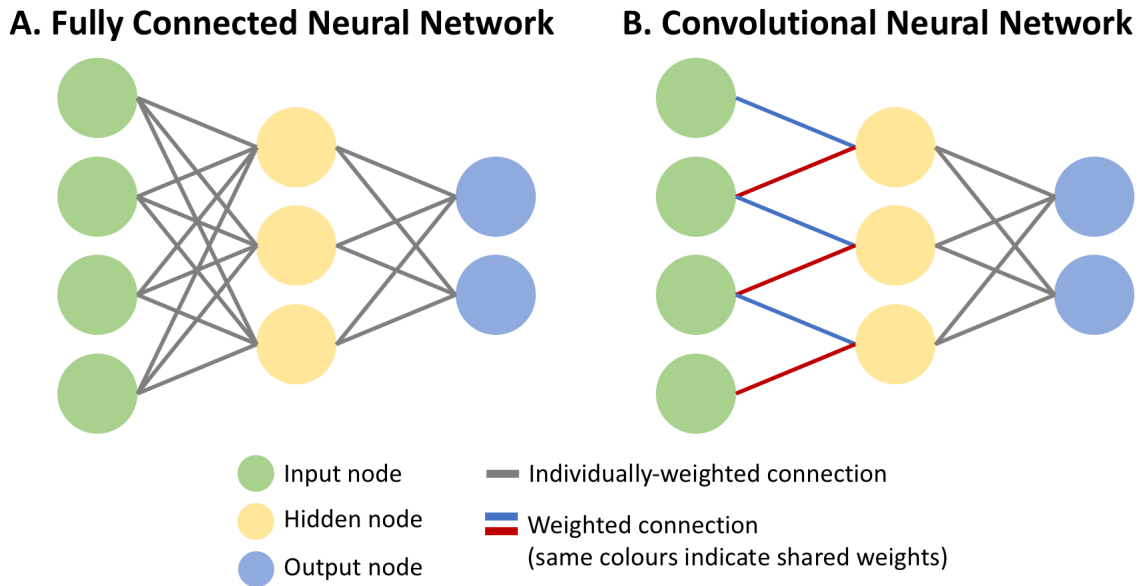 A. Fully Connected Neural Network
B. Convolutional Neural Network
Input node
Hidden node
Output node
Individually-weighted connection
Weighted connection
(same colours indicate shared weights)